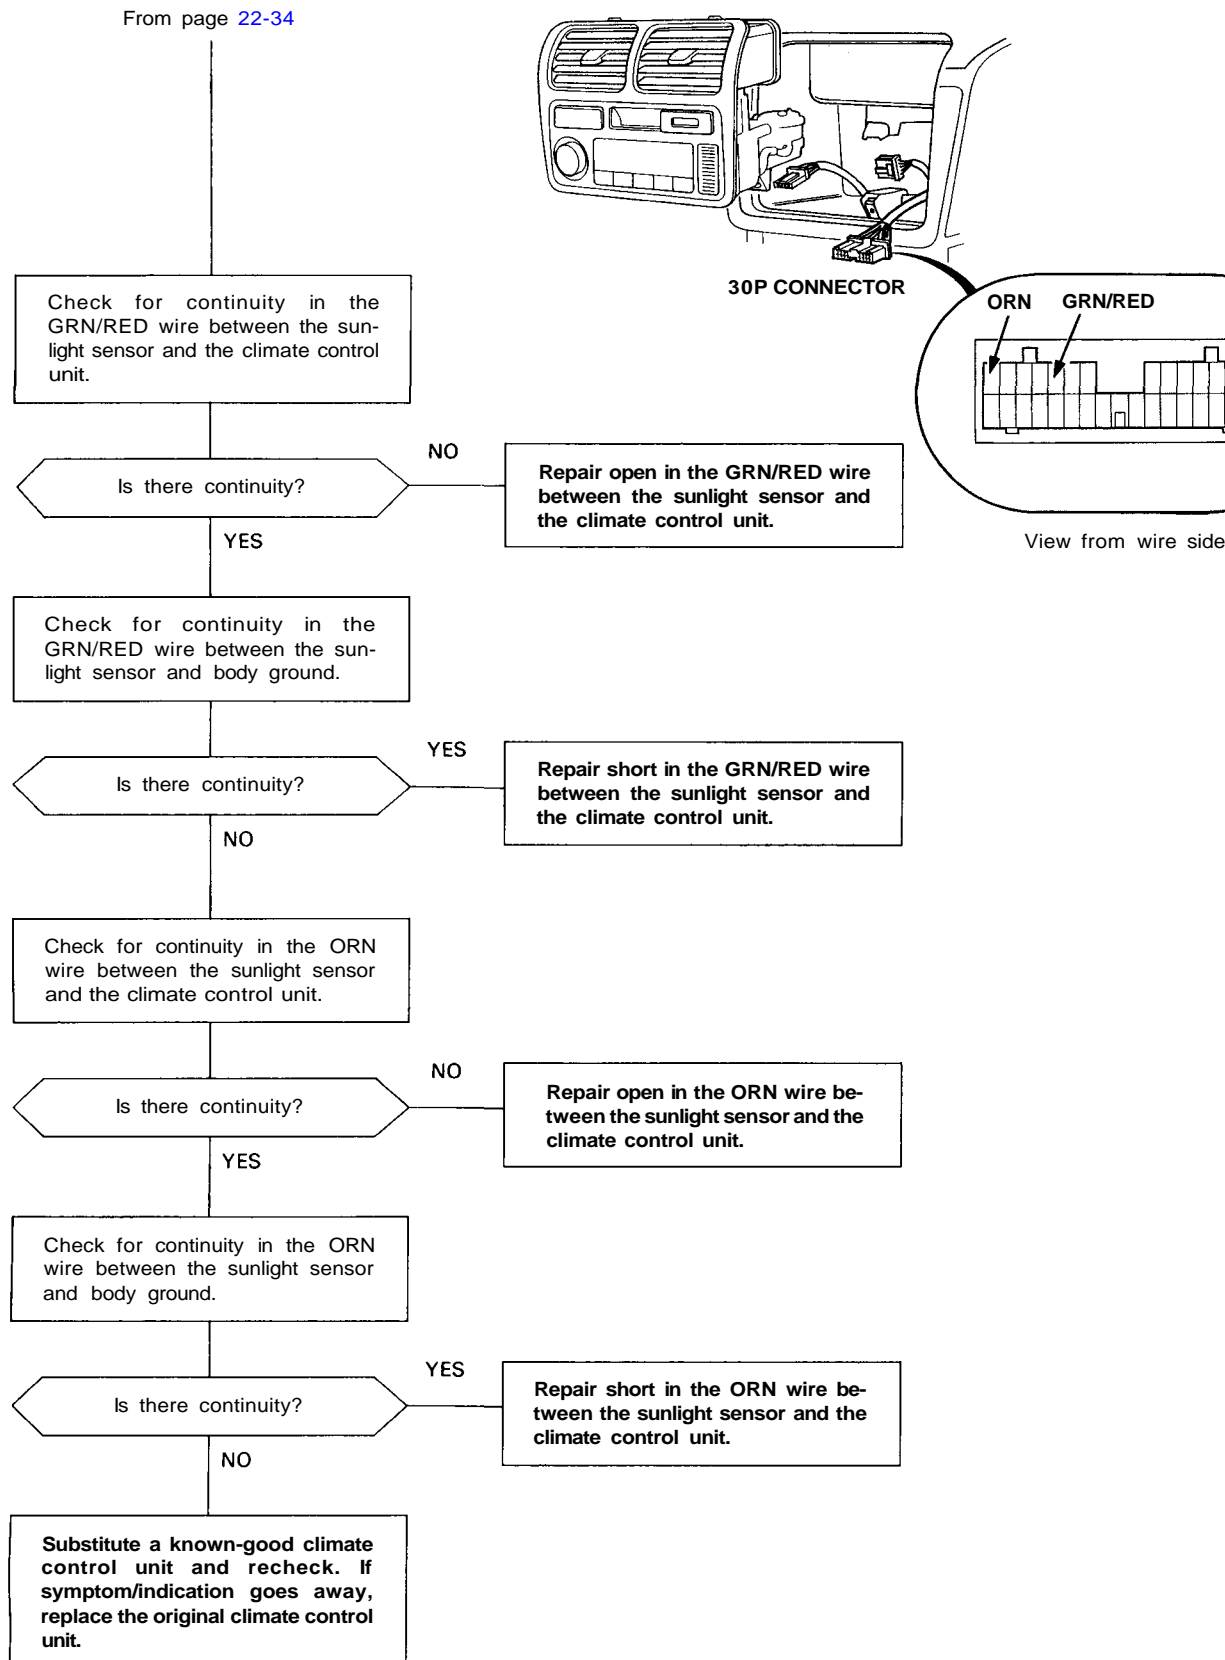 From page 22-34
30P CONNECTOR
ORN GRN/RED
View from wire side
Check for continuity in the
GRN/RED wire between the sun-
light sensor and the climate control
unit.
Is there continuity?
NO
Repair open in the GRN/RED wire
between the sunlight sensor and
the climate control unit.
YES
Check for continuity in the
GRN/RED wire between the sun-
light sensor and body ground.
Is there continuity?
YES
Repair short in the GRN/RED wire
between the sunlight sensor and
the climate control unit.
NO
Check for continuity in the ORN
wire between the sunlight sensor
and the climate control unit.
Is there continuity?
NO
Repair open in the ORN wire be-
tween the sunlight sensor and the
climate control unit.
YES
Check for continuity in the ORN
wire between the sunlight sensor
and body ground.
Is there continuity?
YES
Repair short in the ORN wire be-
tween the sunlight sensor and the
climate control unit.
NO
Substitute a known-good climate
control unit and recheck. If
symptom/indication goes away,
replace the original climate control
unit.